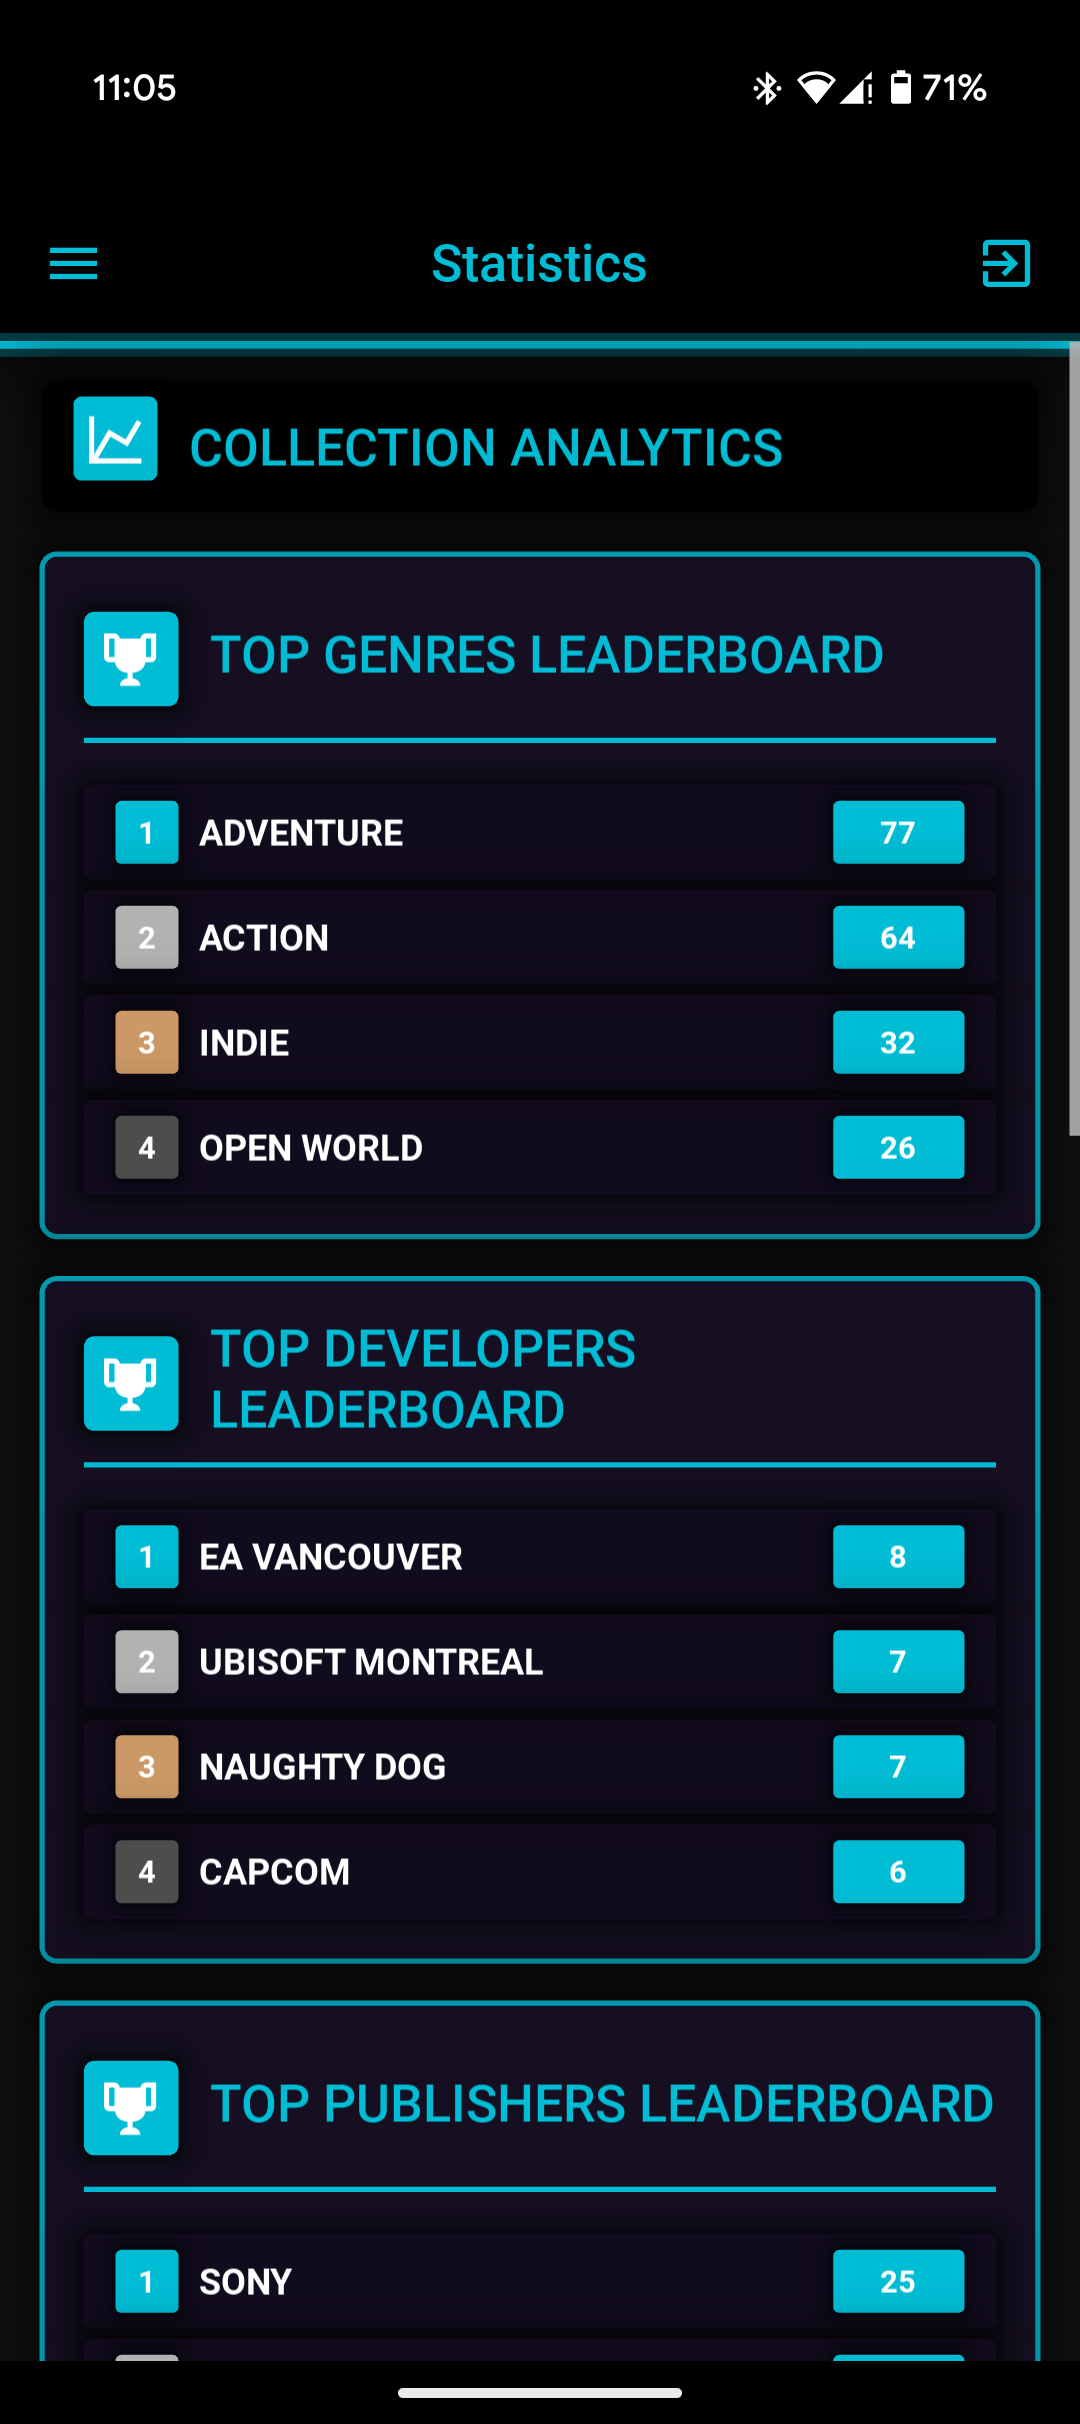 11:05
71%
Statistics
COLLECTION ANALYTICS
TOP GENRES LEADERBOARD
1 ADVENTURE 77
2 ACTION 64
3 INDIE 32
4 OPEN WORLD 26
TOP DEVELOPERS
LEADERBOARD
1 EA VANCOUVER 8
2 UBISOFT MONTREAL 7
3 NAUGHTY DOG 7
4 CAPCOM 6
TOP PUBLISHERS LEADERBOARD
1 SONY 25